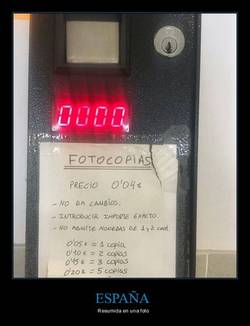 0000
FOTOCOPIAS
PRECIO 0'04€
- NO DA CAMBIO.
- INTRODUCIR IMPORTE EXACTO.
- NO ADMITE MONEDAS DE 1 y 2 cent.
0'05€ = 1 copia
0'10€ = 2 copias
0'15€ = 3 copias
0'20€ = 5 copias
ESPAÑA
Resumida en una foto